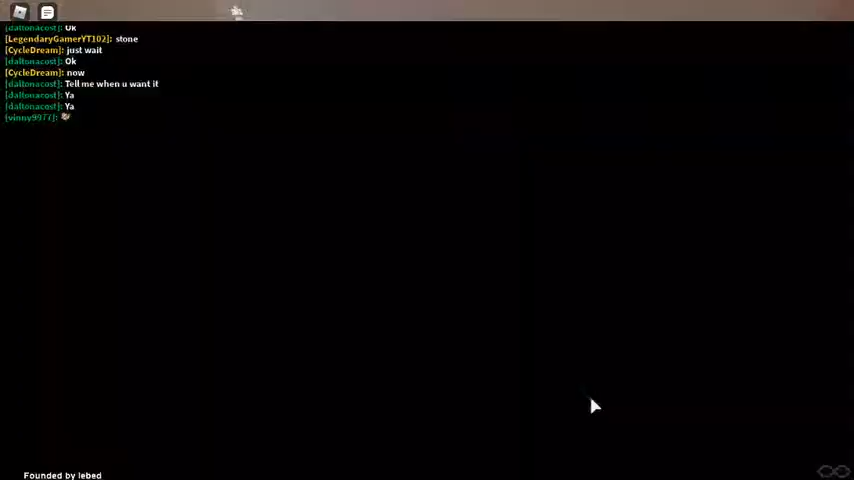 [daltonacost]: Ok
[LegendaryGamerYT102]: stone
[CycleDream]: just wait
[daltonacost]: Ok
[CycleDream]: now
[daltonacost]: Tell me when u want it
[daltonacost]: Ya
[daltonacost]: Ya
[vinny9977]:
Founded by lebed